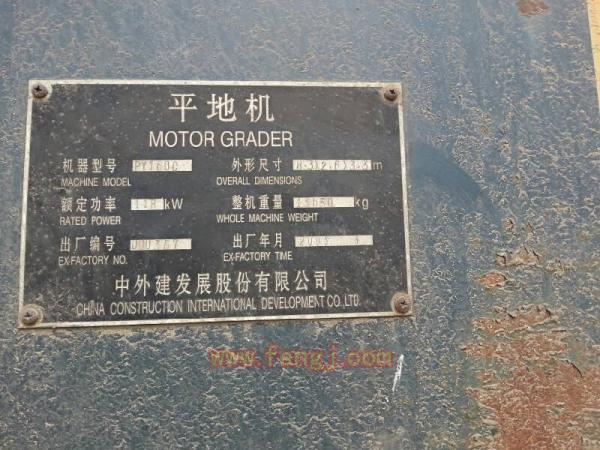 平地机
MOTOR GRADER
机器型号 PY160C 外形尺寸 m
MACHINE MODEL OVERALL DIMENSIONS
额定功率 118 kW 整机重量 kg
RATED POWER WHOLE MACHINE WEIGHT
出厂编号 出厂年月 2005
EX-FACTORY NO. EX-FACTORY TIME
中外建发展股份有限公司
CHINA CONSTRUCTION INTERNATIONAL DEVELOPMENT CO.,LTD.
www.fangj.com